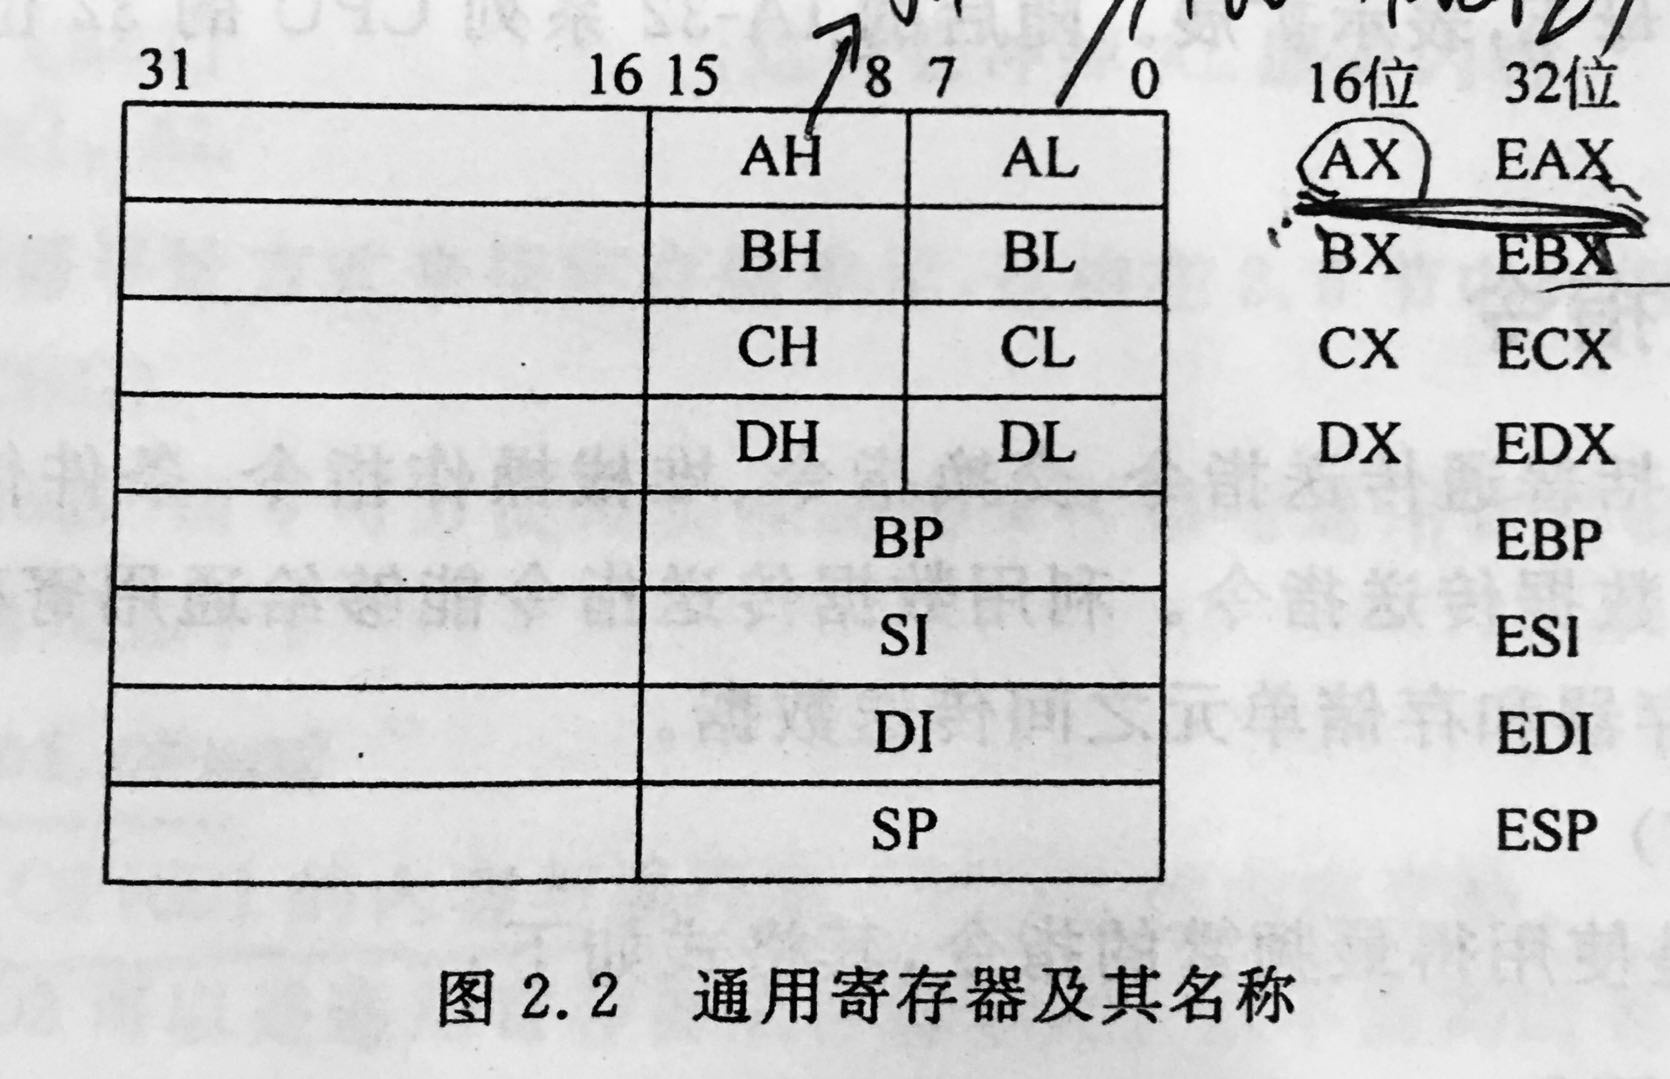 31 16 15 8 7 0 16位 32位
AH AL AX EAX
BH BL BX EBX
CH CL CX ECX
DH DL DX EDX
BP EBP
SI ESI
DI EDI
SP ESP
图 2.2 通用寄存器及其名称